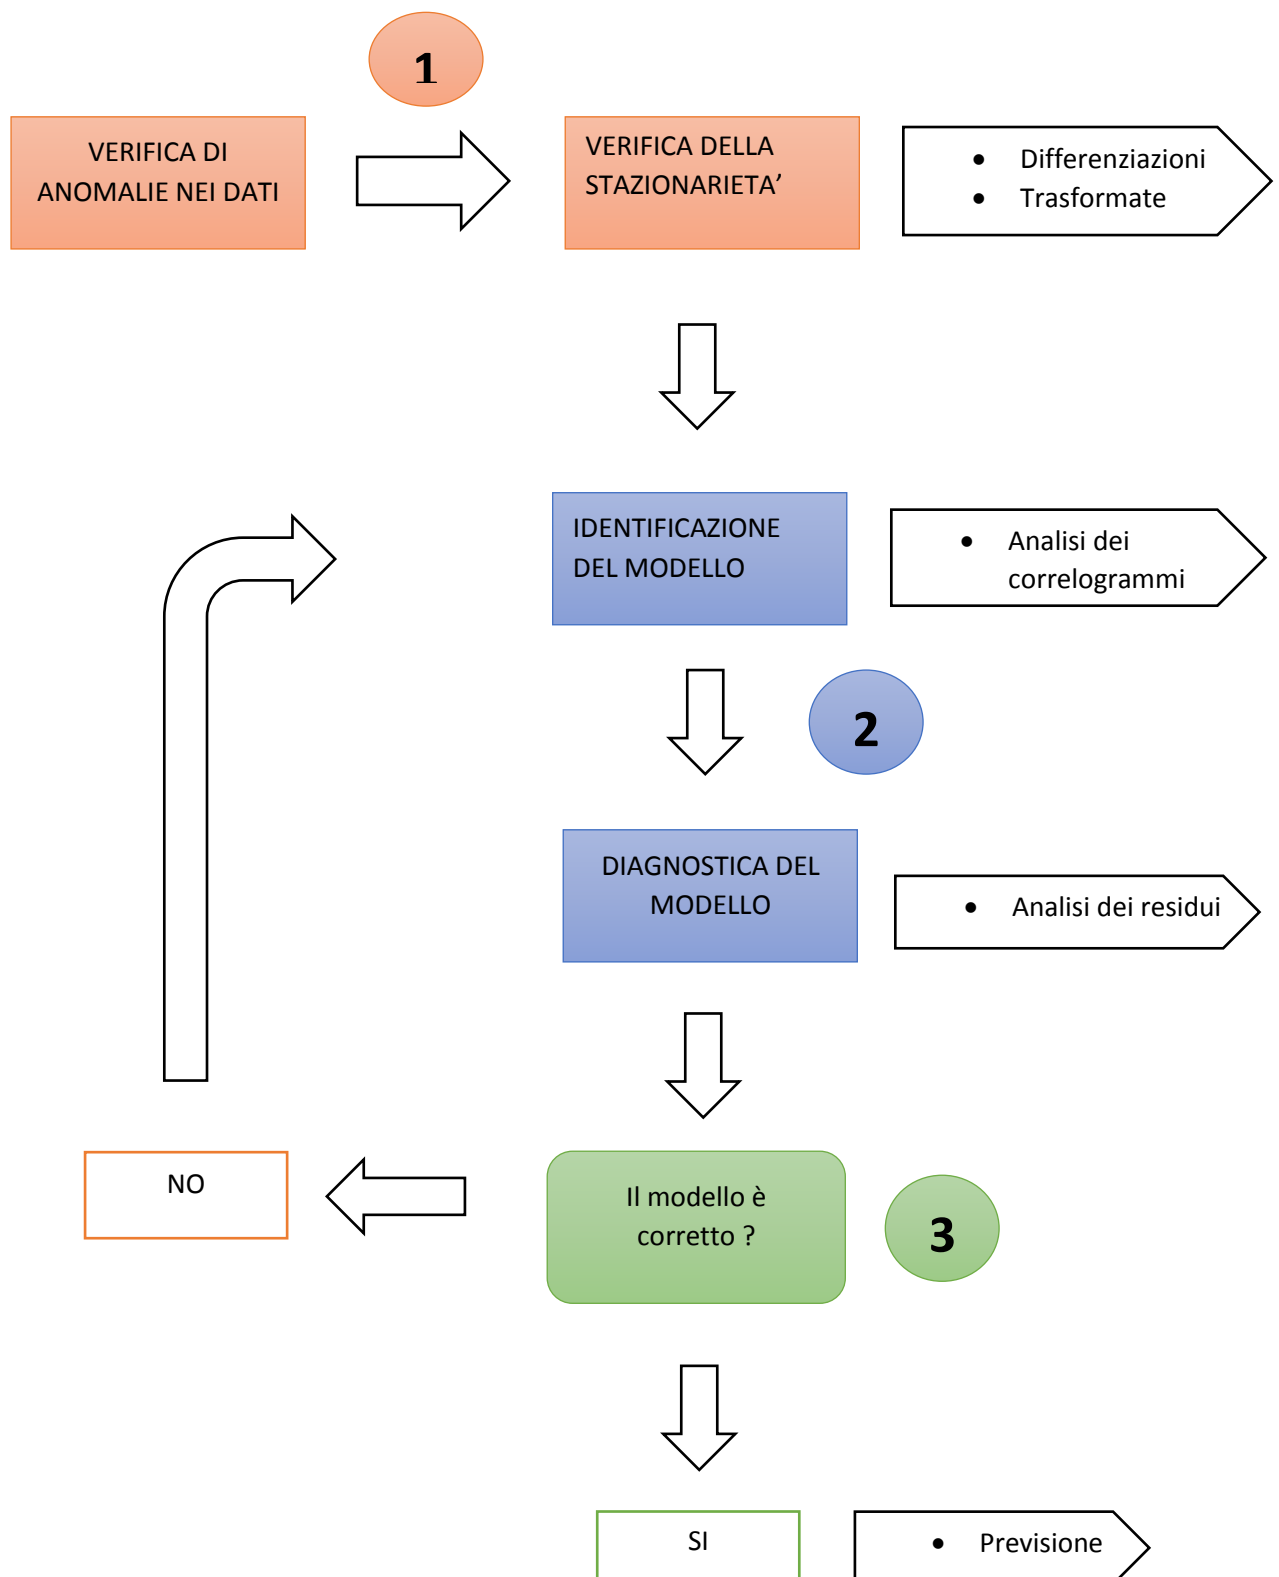 1
VERIFICA DI
ANOMALIE NEI DATI
VERIFICA DELLA
STAZIONARIETA’
• Differenziazioni
• Trasformate
IDENTIFICAZIONE
DEL MODELLO
• Analisi dei
correlogrammi
2
DIAGNOSTICA DEL
MODELLO
• Analisi dei residui
NO
Il modello è
corretto ?
3
SI
• Previsione